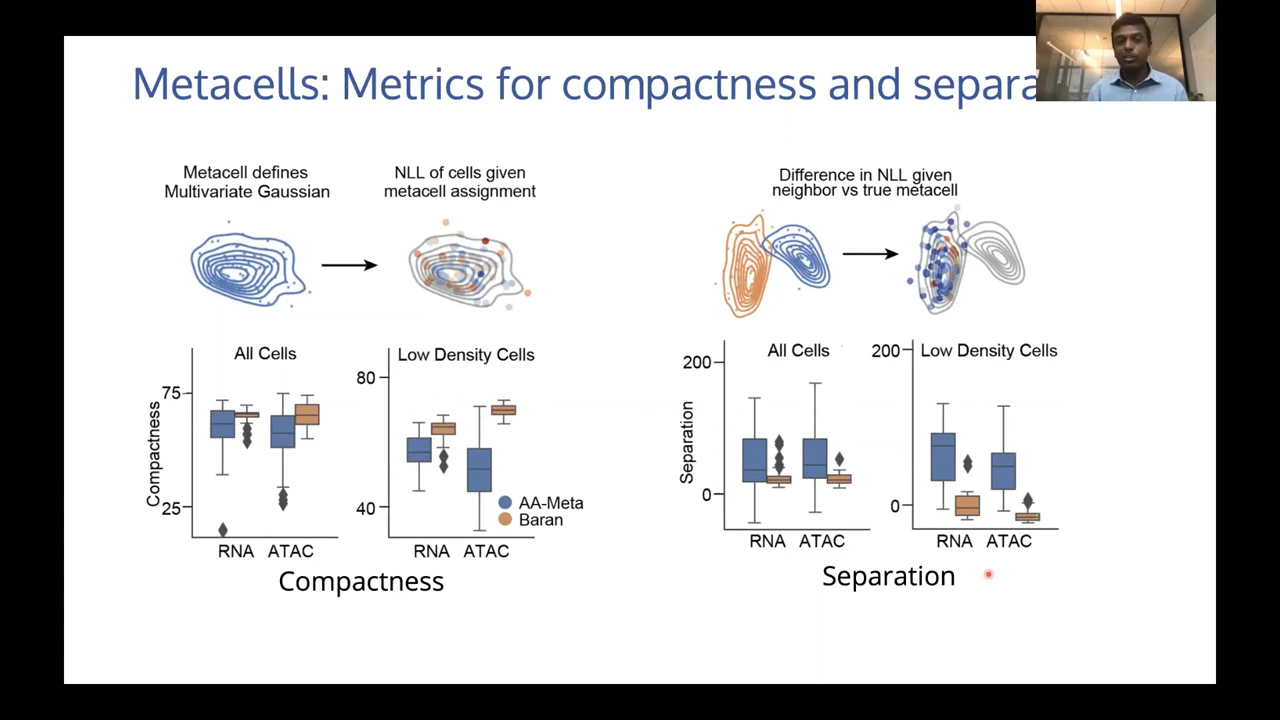 Metacells: Metrics for compactness and separa
Metacell defines
Multivariate Gaussian
NLL of cells given
metacell assignment
Difference in NLL given
neighbor vs true metacell
All Cells
Low Density Cells
75
25
Compactness
80
40
AA-Meta
Baran
RNA ATAC
RNA ATAC
Compactness
All Cells
Low Density Cells
200
0
Separation
200
0
RNA ATAC
RNA ATAC
Separation